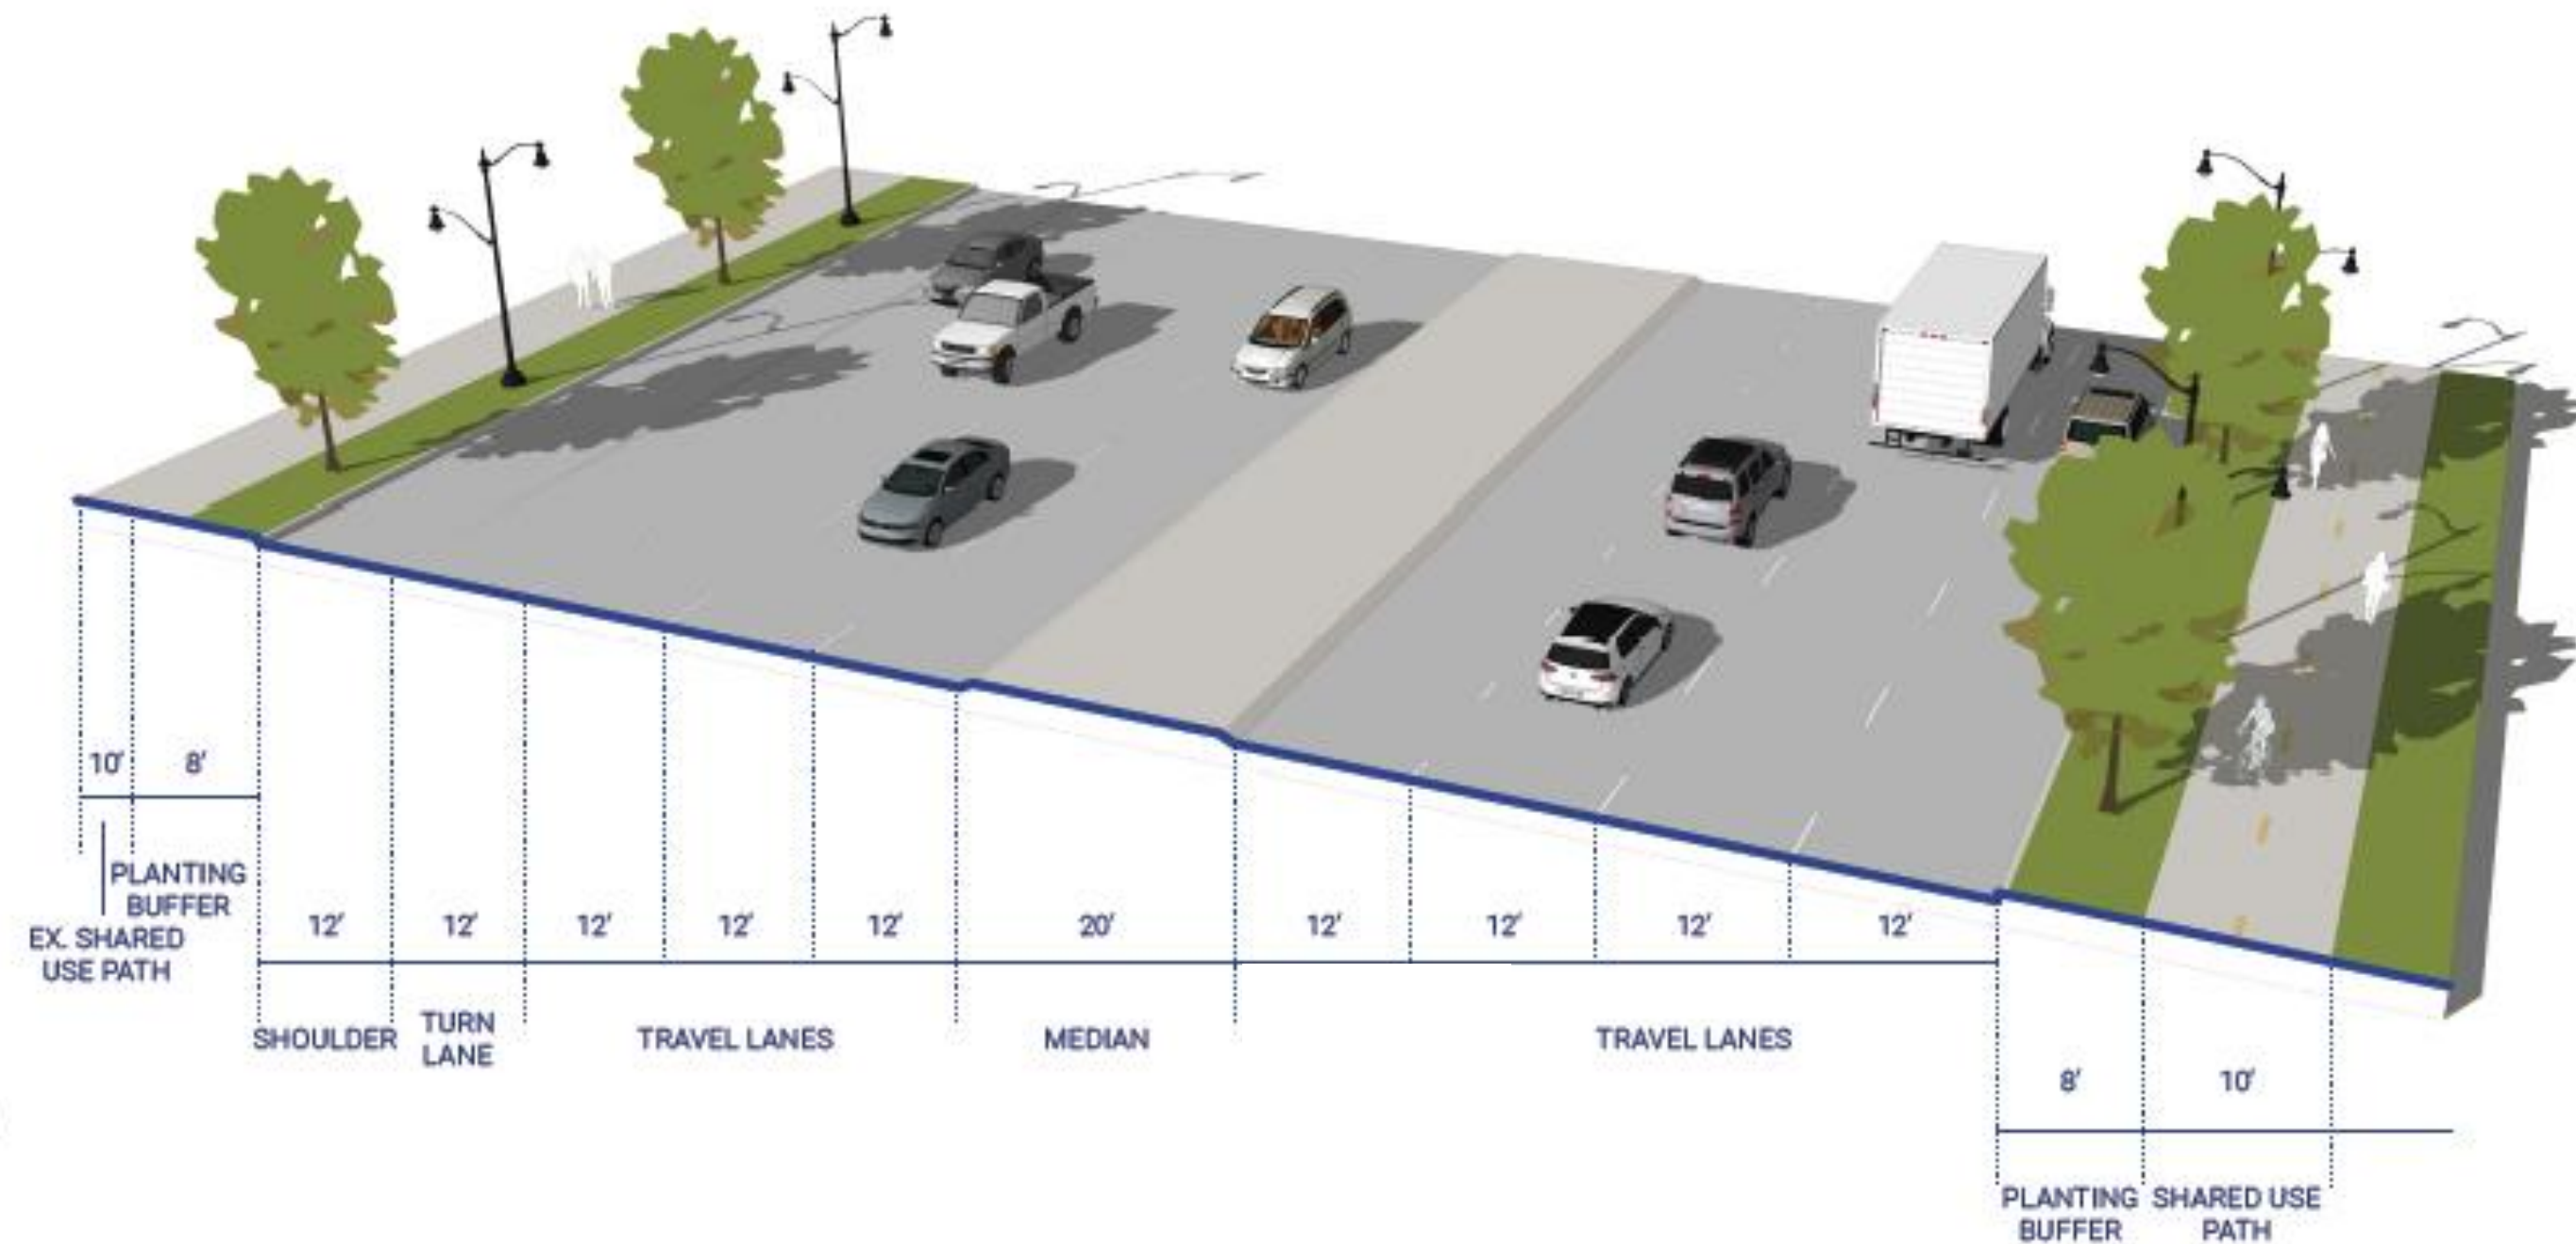 10'
8'
PLANTING
BUFFER
EX. SHARED
USE PATH
12'
12'
12'
12'
12'
20'
12'
12'
12'
12'
SHOULDER
TURN
LANE
TRAVEL LANES
MEDIAN
TRAVEL LANES
8'
10'
PLANTING
BUFFER
SHARED USE
PATH